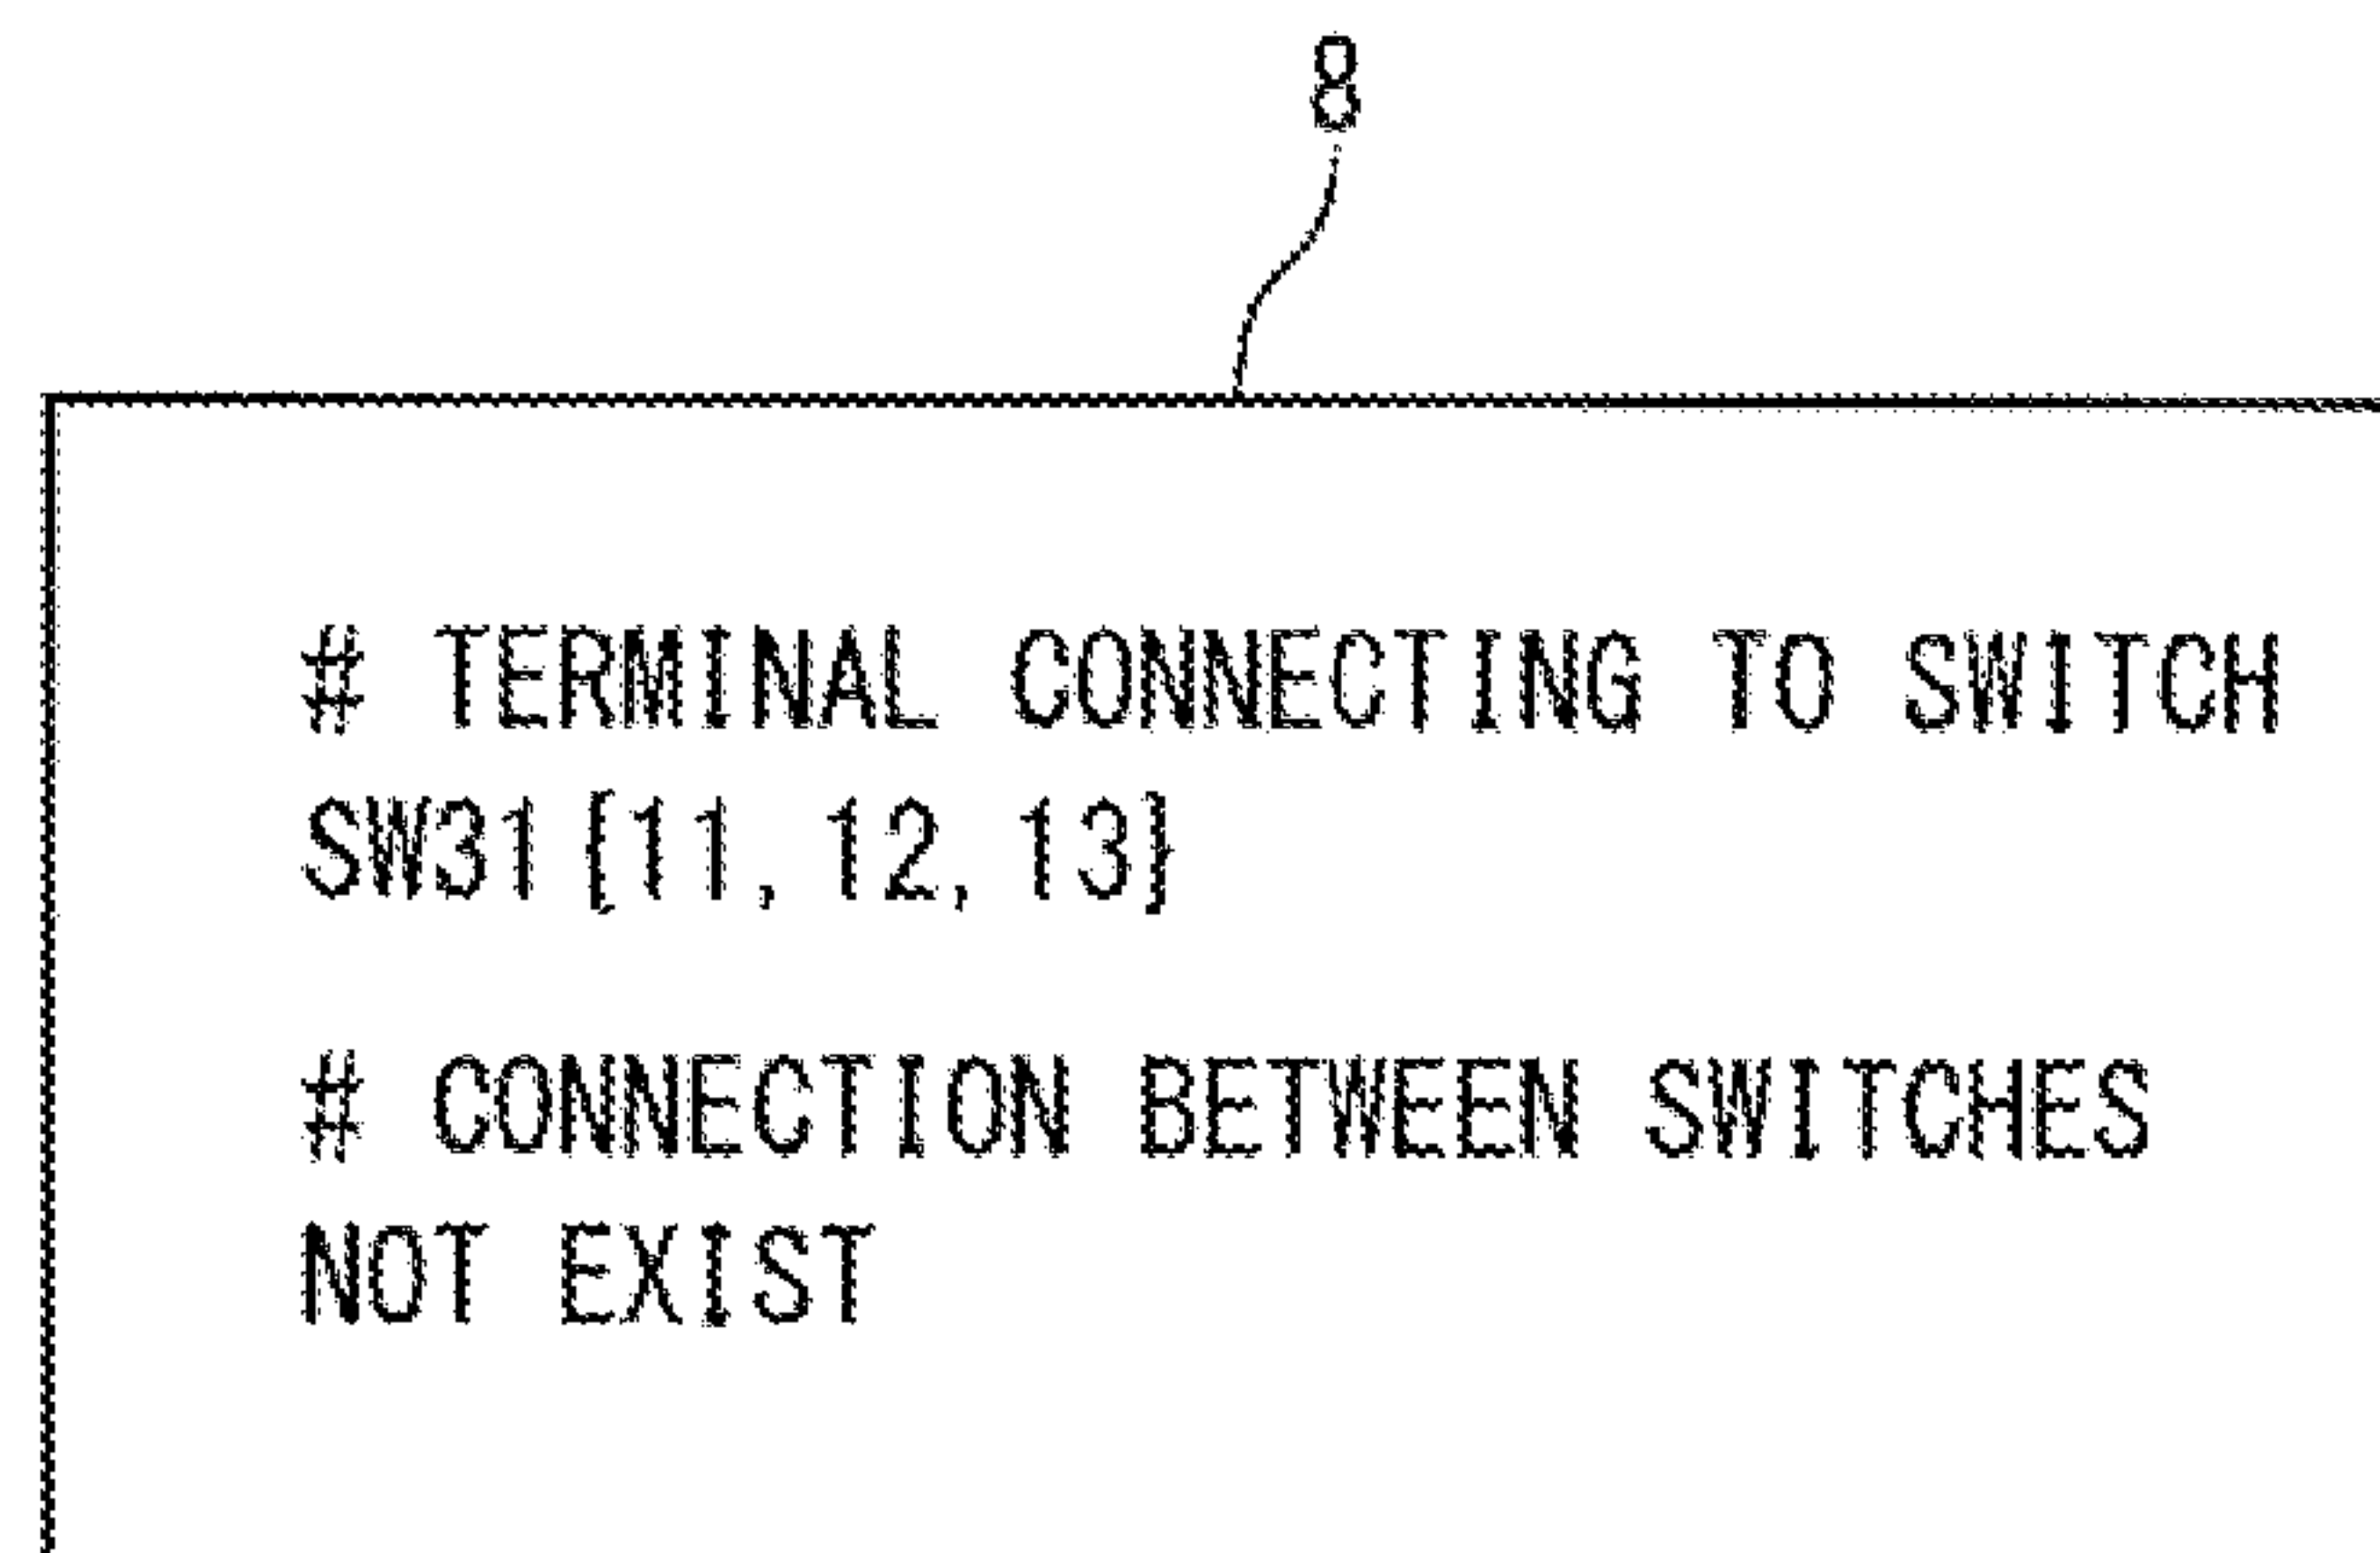 8
# TERMINAL CONNECTING TO SWITCH
SW31{11, 12, 13}
# CONNECTION BETWEEN SWITCHES
NOT EXIST